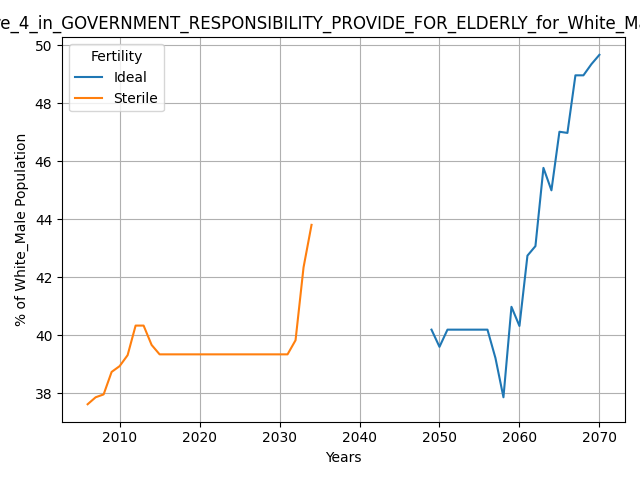 re_4_in_GOVERNMENT_RESPONSIBILITY_PROVIDE_FOR_ELDERLY_for_White_Ma
Fertility
Ideal
Sterile
% of White_Male Population
50
48
46
44
42
40
38
2010 2020 2030 2040 2050 2060 2070
Years